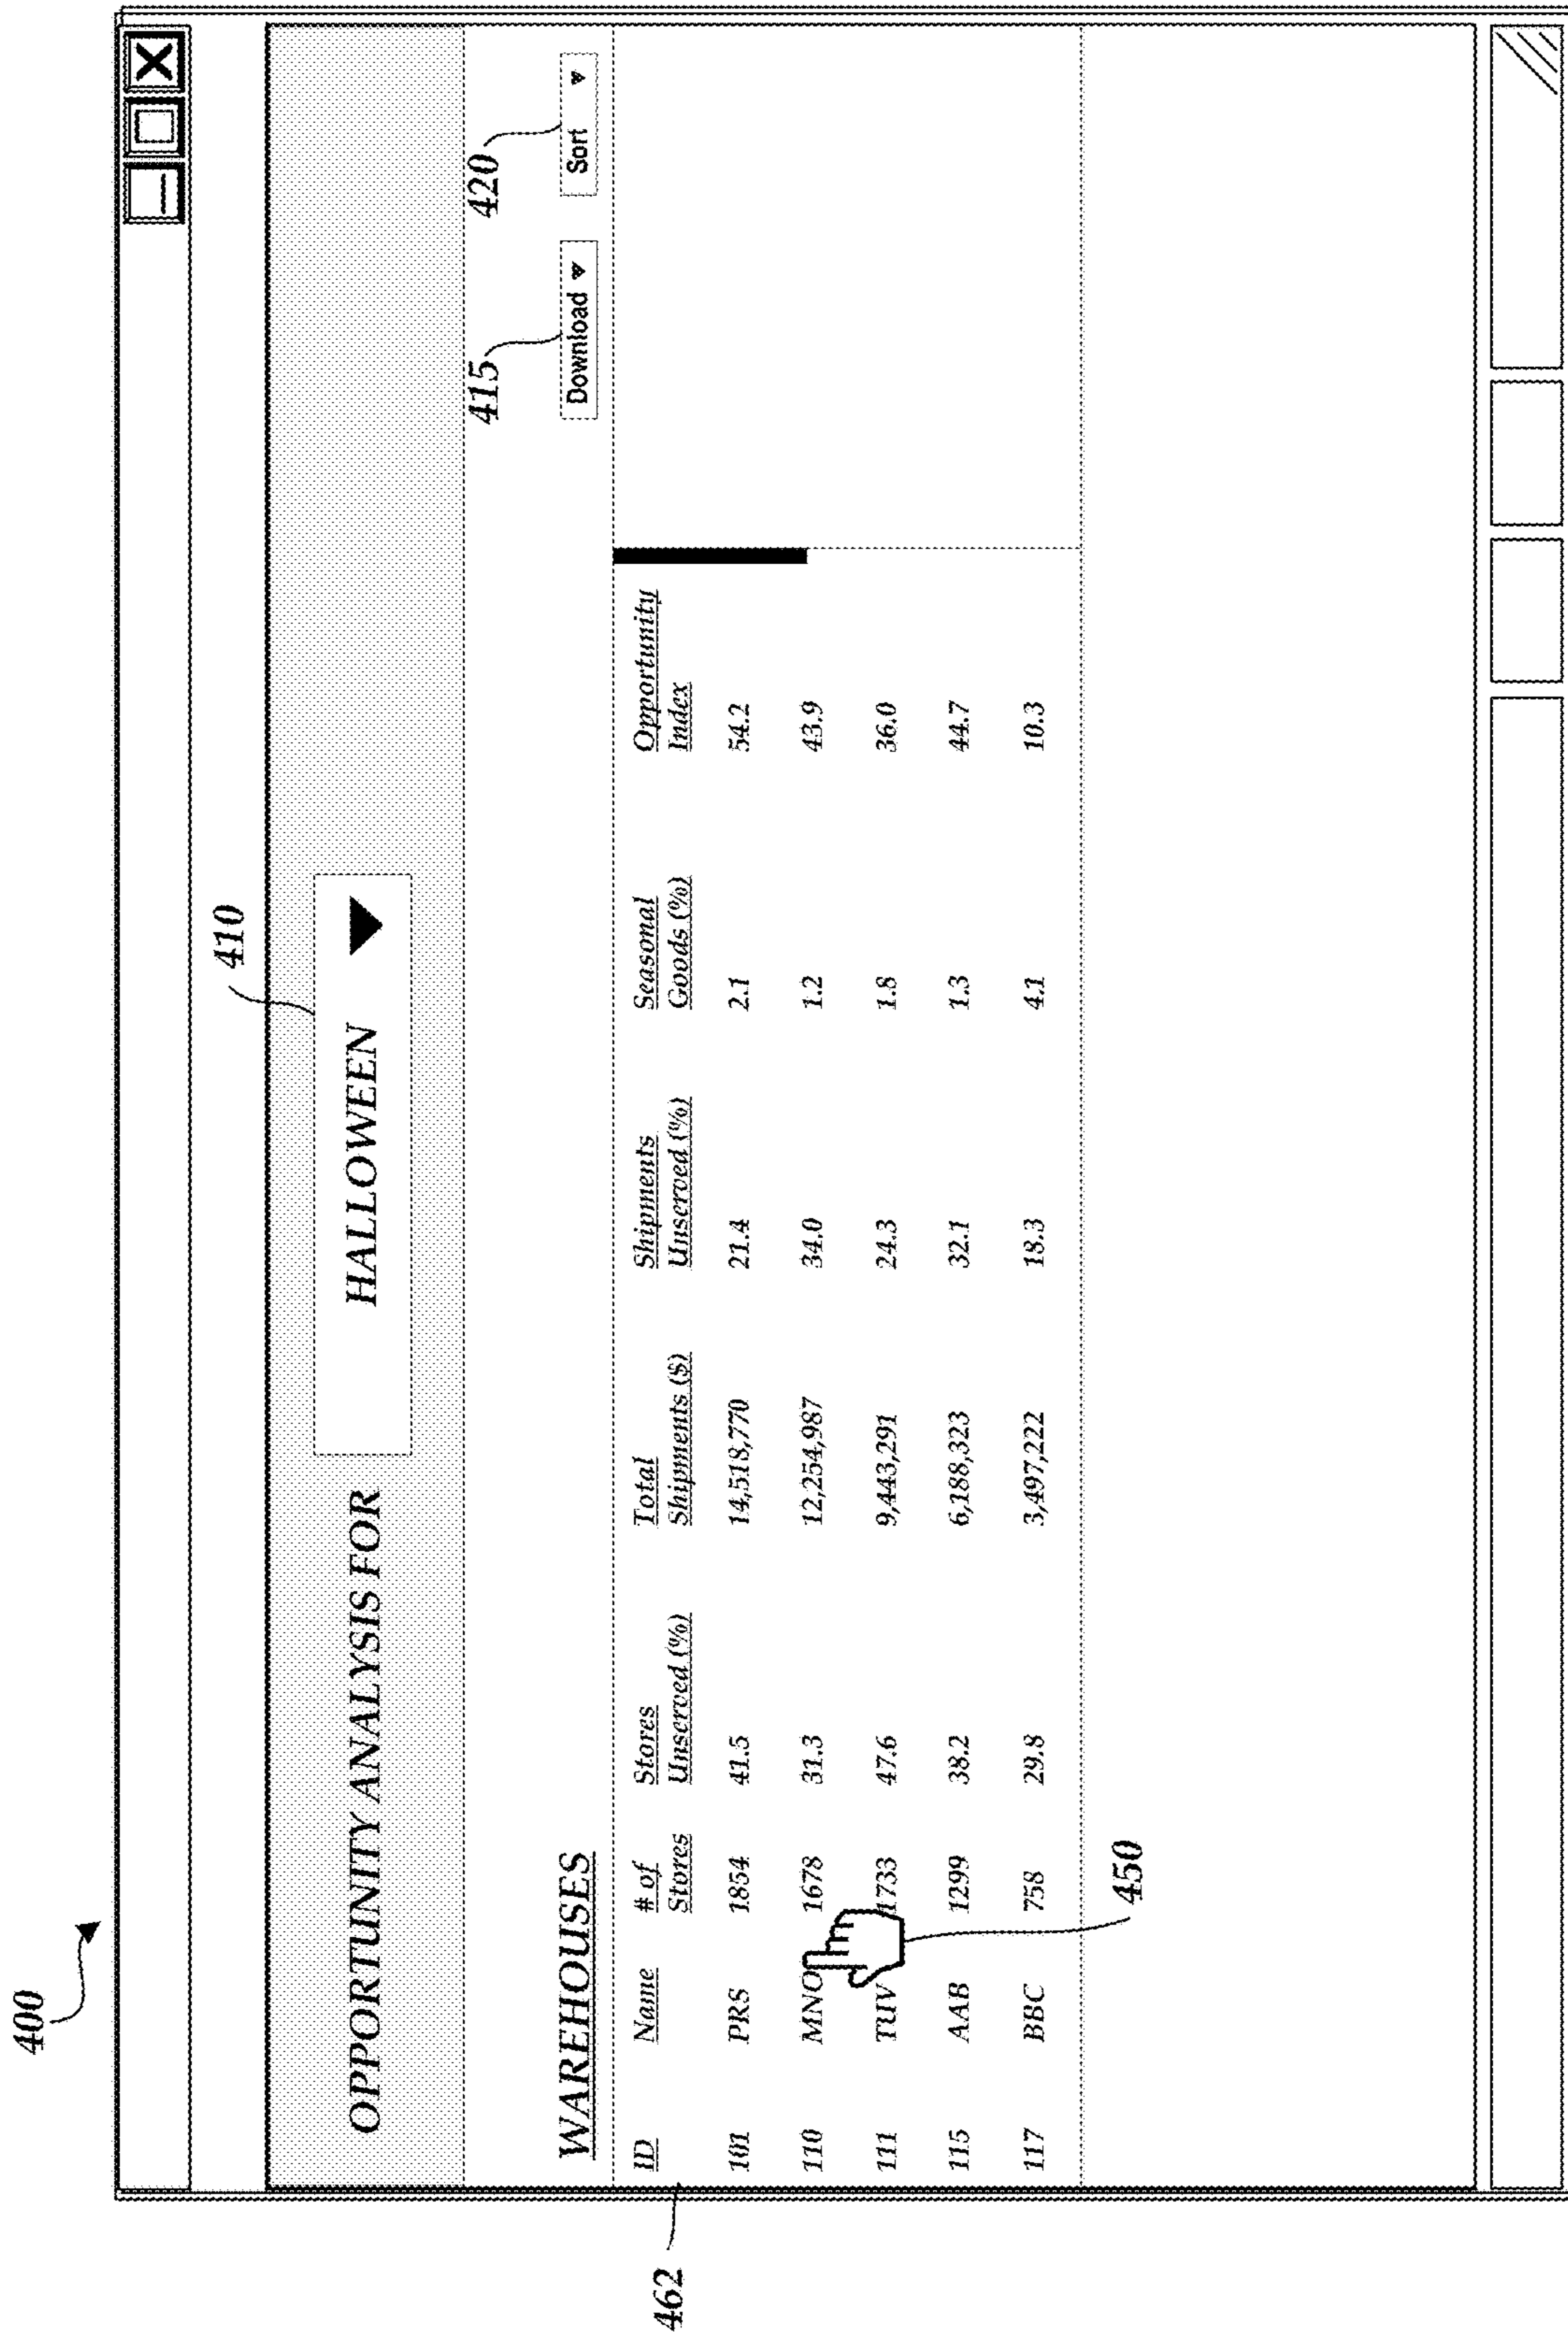 400
410
OPPORTUNITY ANALYSIS FOR HALLOWEEN
415
420
WAREHOUSES
Download Sort
462
ID Name # of Stores Stores Unserved (%) Total Shipments ($) Shipments Unserved (%) Seasonal Goods (%) Opportunity Index
101 PRS 1854 41.5 14,518,770 21.4 2.1 54.2
110 MNO 1678 31.3 12,254,987 34.0 1.2 43.9
111 TUV 1733 47.6 9,443,291 24.3 1.8 36.0
115 AAB 1299 38.2 6,188,323 32.1 1.3 44.7
117 BBC 758 29.8 3,497,222 18.3 4.1 10.3
450